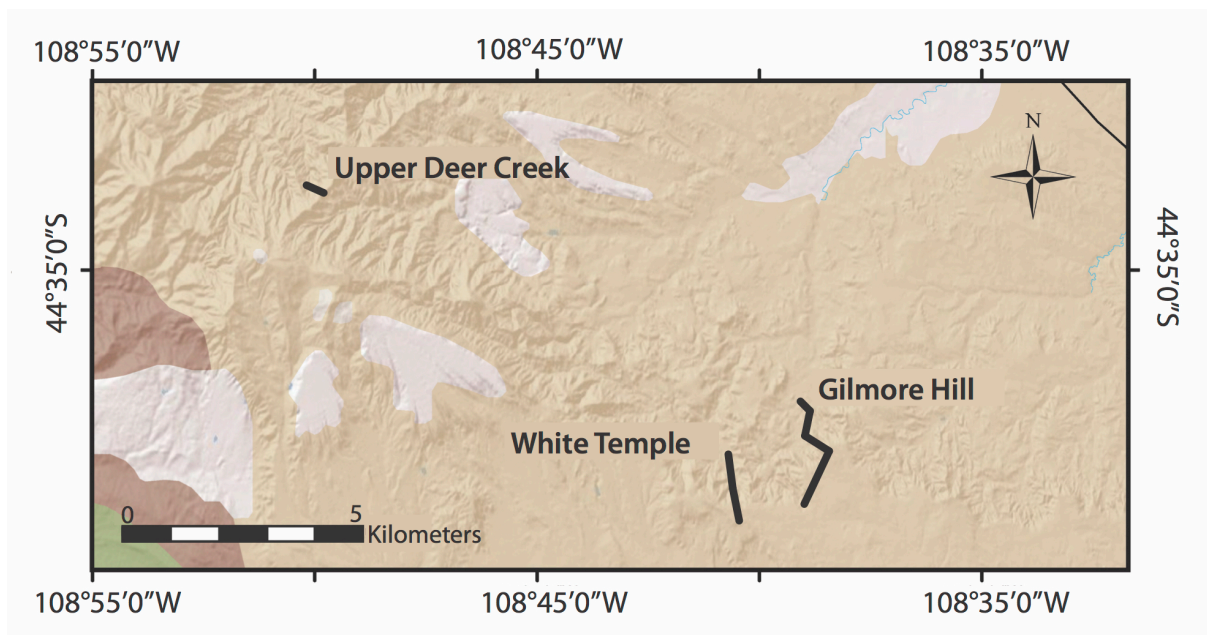 108°55’0”W 108°45’0”W 108°35’0”W
N
Upper Deer Creek
44°35’0”S 44°35’0”S
Gilmore Hill
White Temple
0 5
Kilometers
108°55’0”W 108°45’0”W 108°35’0”W